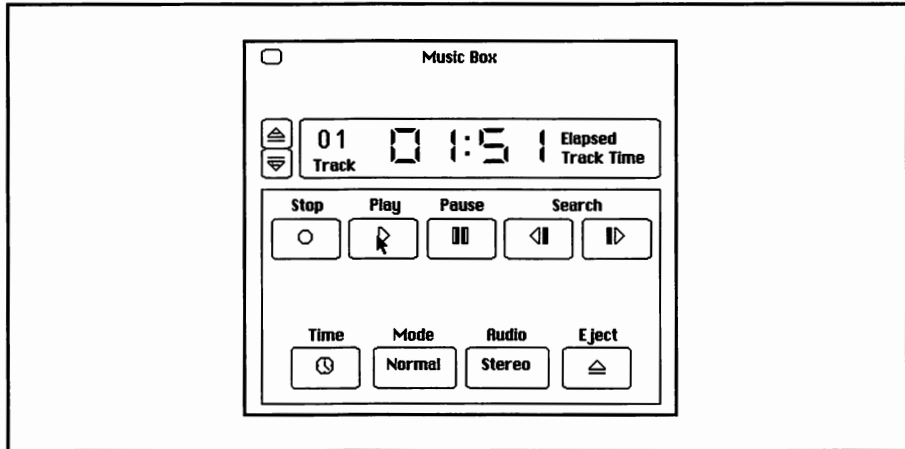 Music Box
01
Track
01:51
Elapsed
Track Time
Stop Play Pause Search
Time Mode Audio Eject
Normal Stereo